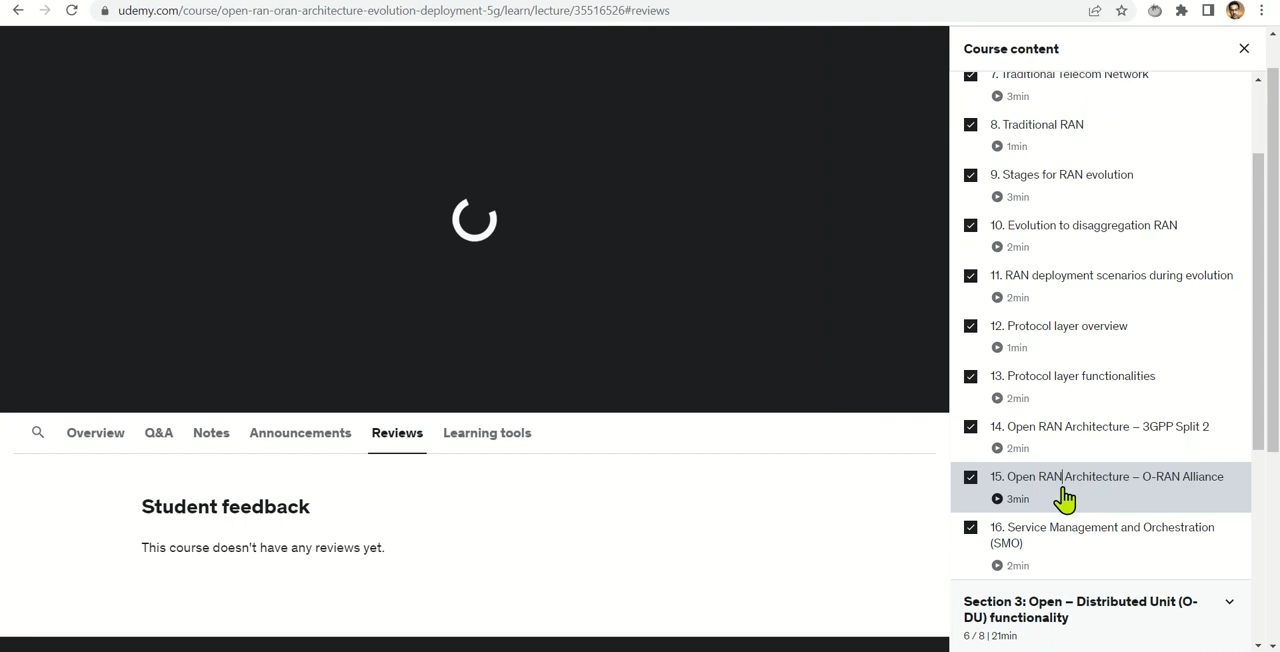 udemy.com/course/open-ran-oran-architecture-evolution-deployment-5g/learn/lecture/35516526#reviews
Course content
7. Traditional Telecom Network
3min
8. Traditional RAN
1min
9. Stages for RAN evolution
3min
10. Evolution to disaggregation RAN
2min
11. RAN deployment scenarios during evolution
2min
12. Protocol layer overview
1min
13. Protocol layer functionalities
2min
14. Open RAN Architecture – 3GPP Split 2
2min
15. Open RAN Architecture – O-RAN Alliance
3min
16. Service Management and Orchestration
(SMO)
2min
Section 3: Open – Distributed Unit (O-
DU) functionality
6 / 8 | 21min
Overview Q&A Notes Announcements Reviews Learning tools
Student feedback
This course doesn't have any reviews yet.